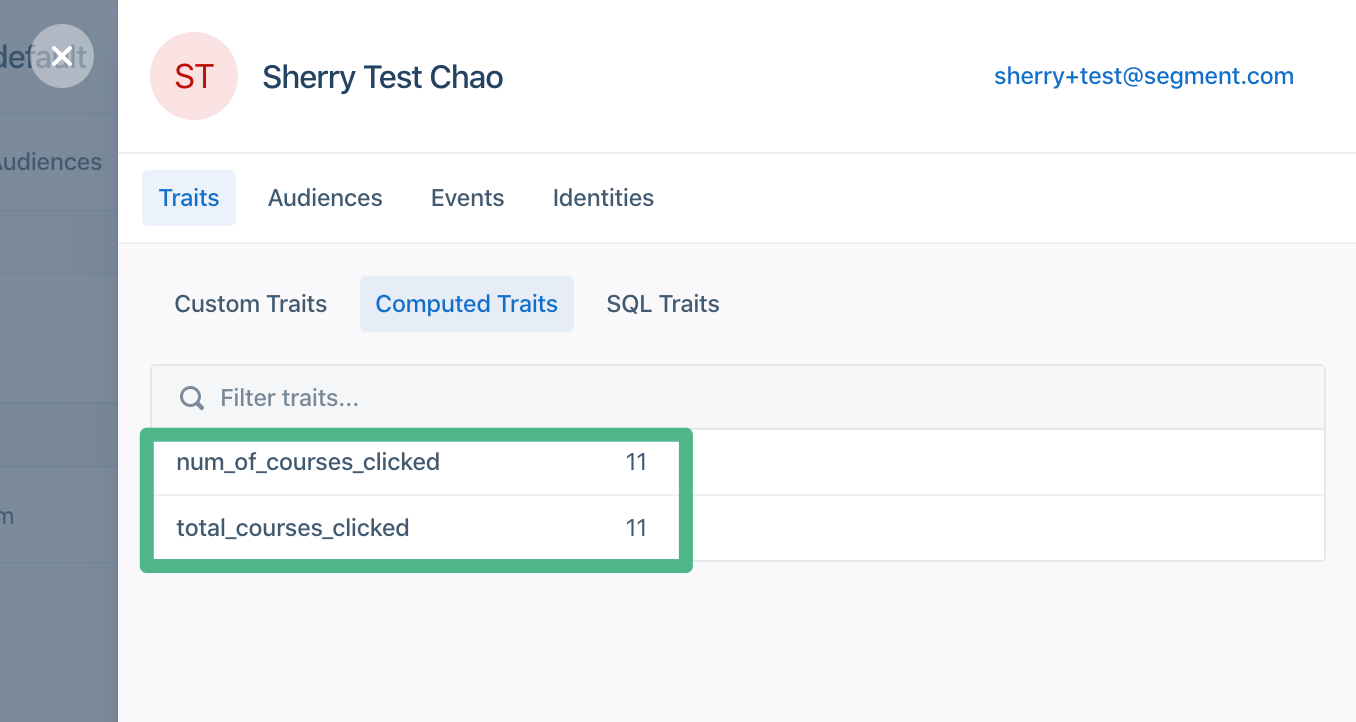 default
Audiences
m
ST
Sherry Test Chao
sherry+test@segment.com
Traits
Audiences
Events
Identities
Custom Traits
Computed Traits
SQL Traits
Filter traits...
num_of_courses_clicked 11
total_courses_clicked 11